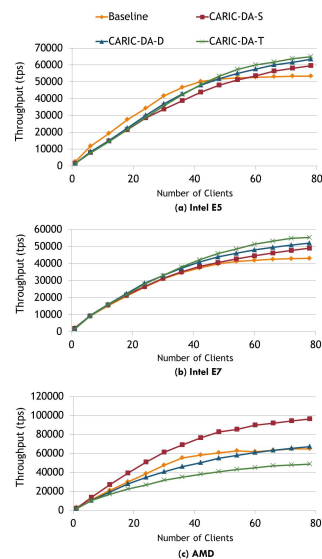 Baseline CARIC-DA-S
CARIC-DA-D CARIC-DA-T
Throughput (tps)
70000
60000
50000
40000
30000
20000
10000
0
0 20 40 60 80
Number of Clients
(a) Intel E5
Throughput (tps)
60000
50000
40000
30000
20000
10000
0
0 20 40 60 80
Number of Clients
(b) Intel E7
Throughput (tps)
120000
100000
80000
60000
40000
20000
0
0 20 40 60 80
Number of Clients
(c) AMD